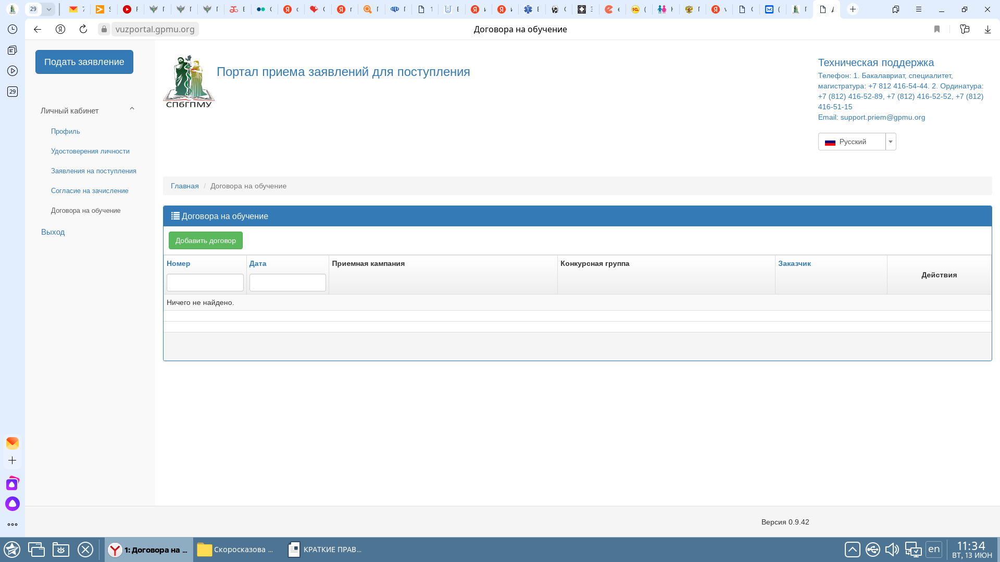 29
vuzportal.gpmu.org
Договора на обучение
29
Подать заявление
Личный кабинет
Профиль
Удостоверения личности
Заявления на поступления
Согласие на зачисление
Договора на обучение
Выход
СПбГПМУ
Портал приема заявлений для поступления
Техническая поддержка
Телефон: 1. Бакалавриат, специалитет,
магистратура: +7 812 416-54-44. 2. Ординатура:
+7 (812) 416-52-89, +7 (812) 416-52-52, +7 (812)
416-51-15
Email: support.priem@gpmu.org
Русский
Главная / Договора на обучение
Договора на обучение
Добавить договор
Номер Дата Приемная кампания Конкурсная группа Заказчик Действия
Ничего не найдено.
Версия 0.9.42
1: Договора на ...
Скоросказова ...
КРАТКИЕ ПРАВ...
en
11:34
ВТ, 13 ИЮН